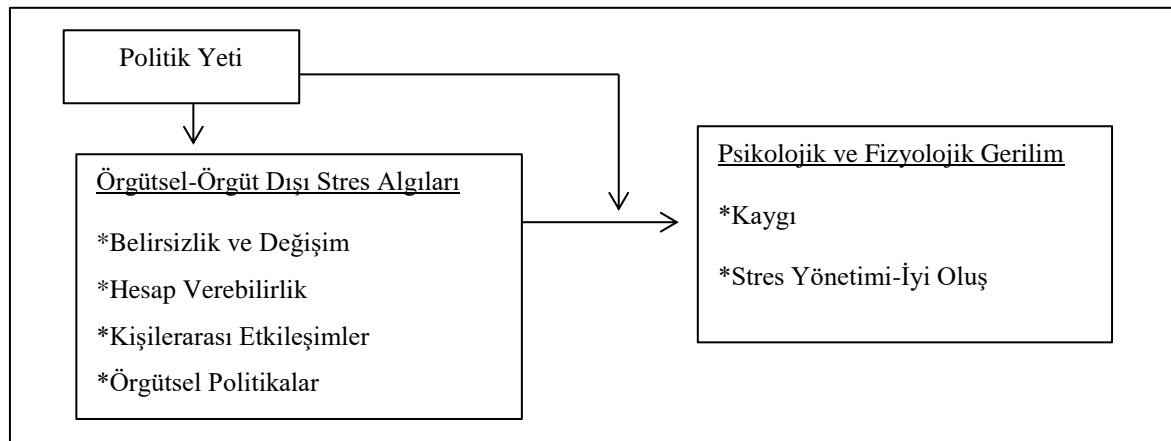 Politik Yeti
Örgütsel-Örgüt Dışı Stres Algıları
*Belirsizlik ve Değişim
*Hesap Verebilirlik
*Kişilerarası Etkileşimler
*Örgütsel Politikalar
Psikolojik ve Fizyolojik Gerilim
*Kaygı
*Stres Yönetimi-İyi Oluş